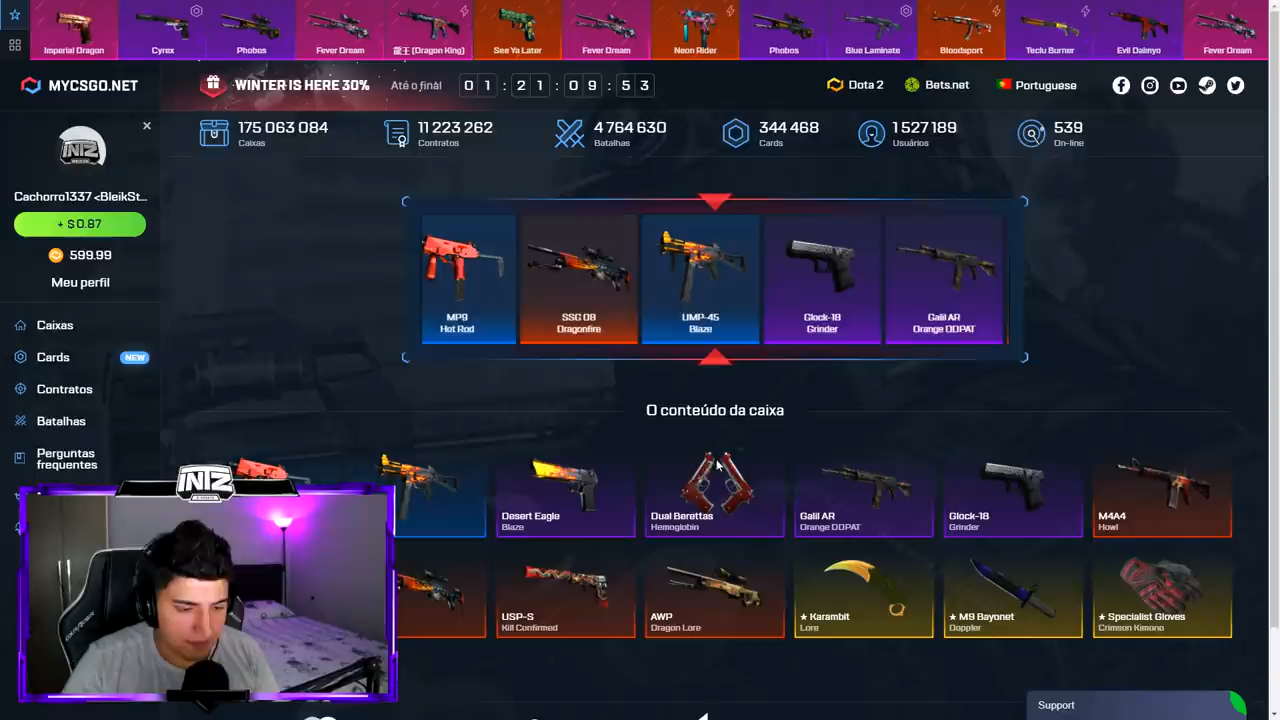 Imperial Dragon
Cyrex
Phobos
Fever Dream
龍王 (Dragon King)
See Ya Later
Fever Dream
Neon Rider
Phobos
Blue Laminate
Bloodsport
Teclu Burner
Evil Daimyo
Fever Dream
MYCSGO.NET
WINTER IS HERE 30%
Até o finàl
0 1 : 2 1 : 0 9 : 5 3
Dota 2
Bets.net
Portuguese
175 063 084
Caixas
11 223 262
Contratos
4 764 630
Batalhas
344 468
Cards
1 527 189
Usuários
539
On-line
INTZ
Cachorro1337 <BleikSt...
+ $ 0.87
599.99
Meu perfil
Caixas
Cards
NEW
Contratos
Batalhas
Perguntas
frequentes
MP9
Hot Rod
SSG 08
Dragonfire
UMP-45
Blaze
Glock-18
Grinder
Galil AR
Orange DDPAT
O conteúdo da caixa
Desert Eagle
Blaze
Dual Berettas
Hemoglobin
Galil AR
Orange DDPAT
Glock-18
Grinder
M4A4
Howl
USP-S
Kill Confirmed
AWP
Dragon Lore
★ Karambit
Lore
★ M9 Bayonet
Doppler
★ Specialist Gloves
Crimson Kimono
INTZ
Support